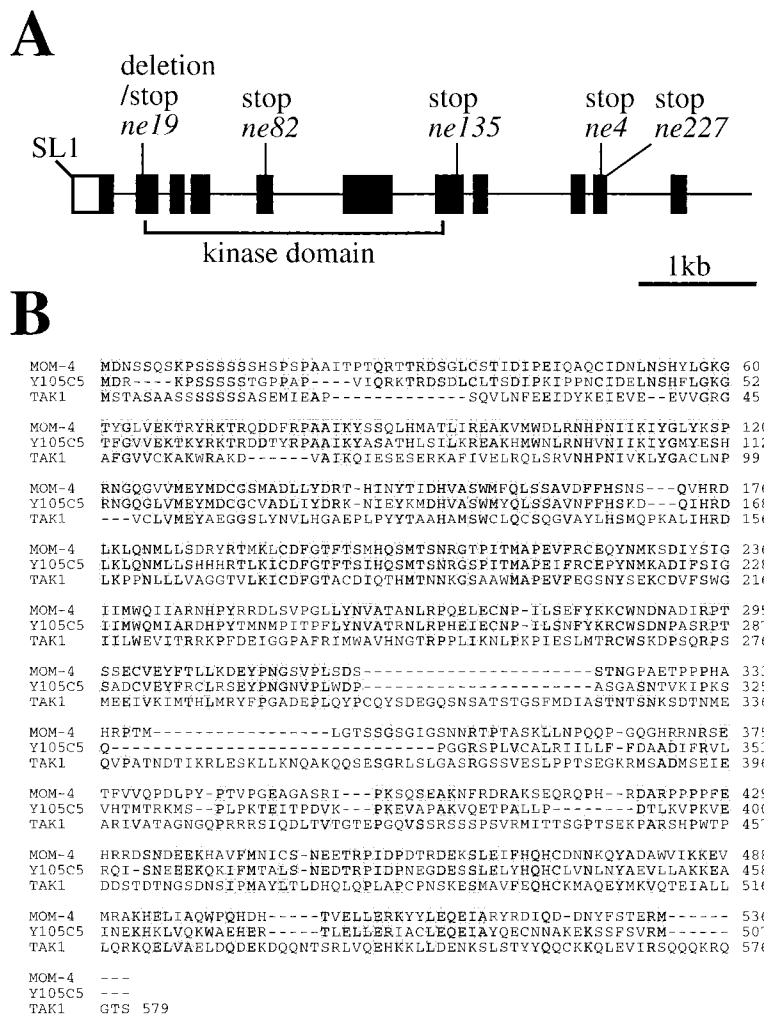 A
deletion
/stop
ne19
stop
ne82
stop
ne135
stop
ne4
stop
ne227
SL1
kinase domain
1kb
B
MOM-4 MDNSSQSKPSSSSSSHSPSPAAITPTQRTTRDSGLCSTIDIPEIQAQCIDNLNSHYLGKG 60
Y105C5 MDR----KPSSSSSSTGPPAP-----VIQRKTRDSDLCLTSDIPKIPPNCIDELNSHFLGKG 52
TAK1 MSTASAASSSSSSSASEMIEAP-------------SQVLNFEEIDYKEIEVE--EVVGRG 45
MOM-4 TYGLVEKTRYRKTRQDDFRPAAIKYSSQLHMATLIREAKVMWDLRNHPNIIKIYGLYKSP 120
Y105C5 TFGVVEKTKYRKTRDDTYRPAAIKYASATHLSILKREAKHMWNLRNHVNIIKIYGMYESH 112
TAK1 AFGVVCKAKWRAKD-------VAIKQIESESERKAFIVELRQLSRVNHPNIVKLYGACLNP 99
MOM-4 RNGQGVVMEYMDCGSMADLLYDRT-HINYTIDHVASWMFQLSSAVDFFHSNS---QVHRD 176
Y105C5 RNGQGLVMEYMDCGCVADLIYDRK-NIEYKMDHVASWMYQLSSAVNFFHSKD---QIHRD 168
TAK1 ---VCLVMEYAEGGSLYNVLHGAEPLPYYTAAHAMSWCLQCSQGVAYLHSMQPKALIHRD 156
MOM-4 LKLQNMLLSDRYRTMKLCDFGTFTSMHQSMTSNRGTPITMAPEVFRCEQYNMKSDIYSIG 236
Y105C5 LKLQNMLLSHHHRTLKICDFGTFTSIHQSMTSNRGSPITMAPEIFRCEPYNMKADIFSIG 228
TAK1 LKPPNLLLVAGGTVLKICDFGTACDIQTHMTNNKGSAAWMAPEVFEGSNYSEKCDVFSWG 216
MOM-4 IIMWQIIARNHPYRRDLSVPGLLYNVATANLRPQELECNP-ILSEFYKKCWNDNADIRPT 295
Y105C5 IIMWQMIARDHPYTMNMPITPFLYNVATRNLRPHEIECNP-ILSNFYKRCWSDNPASRPT 287
TAK1 IILWEVITRRKPFDEIGGPAFRIMWAVHNGTRPPLIKNLPKPIESLMTRCWSKDPSQRPS 276
MOM-4 SSECVEYFTLLKDEYPNGSVPLSDS----------------------STNGPAETPPPHA 333
Y105C5 SADCVEYFRCLRSEYPNGNVPLWDP----------------------ASGASNTVKIPKS 325
TAK1 MEEIVKIMTHLMRYFPGADEPLQYPCQYSDEGQSNSATSTGSFMDIASTNTSNKSDTNME 336
MOM-4 HRPTM-----------------LGTSSGSGIGSNNRTPTASKLLNPQQP-GQGHRRNRSE 375
Y105C5 Q--------------------------------PGGRSPLVCALRIILLF-FDAADIFRVL 353
TAK1 QVPATNDTIKRLESKLLKNQAKQQSESGRLSLGASRGSSVESLPPTSEGKRMSADMSEIE 396
MOM-4 TFVVQPDLPY-PTVPGEAGASRI---PKSQSEAKNFRDRAKSEQRQPH--RDARPPPPFE 429
Y105C5 VHTMTRKMS--PLPKTEITPDVK---PKEVAPAKVQETPALLP-----DTLKVPKVE 400
TAK1 ARIVATAGNGQPRRRSIQDLTVTGTEPGQVSSRSSSPSVRMITTSGPTSEKPARSHPWTP 457
MOM-4 HRRDSNDEEKHAVFMNICS-NEETRPIDPDTRDEKSLEIFHQHCDNNKQYADAWVIKKEV 488
Y105C5 RQI-SNEEEKQKIFMTALS-NEDTRPIDPNEGDESSLELYHQHCLVNLNYAEVLLAKKEA 458
TAK1 DDSTDTNGSDNSIPMAYLTLDHQLQPLAPCPNSKESMAVFEQHCKMAQEYMKVQTEIALL 516
MOM-4 MRAKHELIAQWPQHDH------TVELLERKYYLEQEIARYRDIQD-DNYFSTERM----- 536
Y105C5 INEKHKLVQKWAEHER------TLELLERIACLEQEIAYQECNNAKEKSSFSVRM------ 507
TAK1 LQRKQELVAELDQDEKDQQNTSRLVQEHKKLLDENKSLSTYYQQCKKQLEVIRSQQQKRQ 576
MOM-4 ---
Y105C5 ---
TAK1 GTS 579